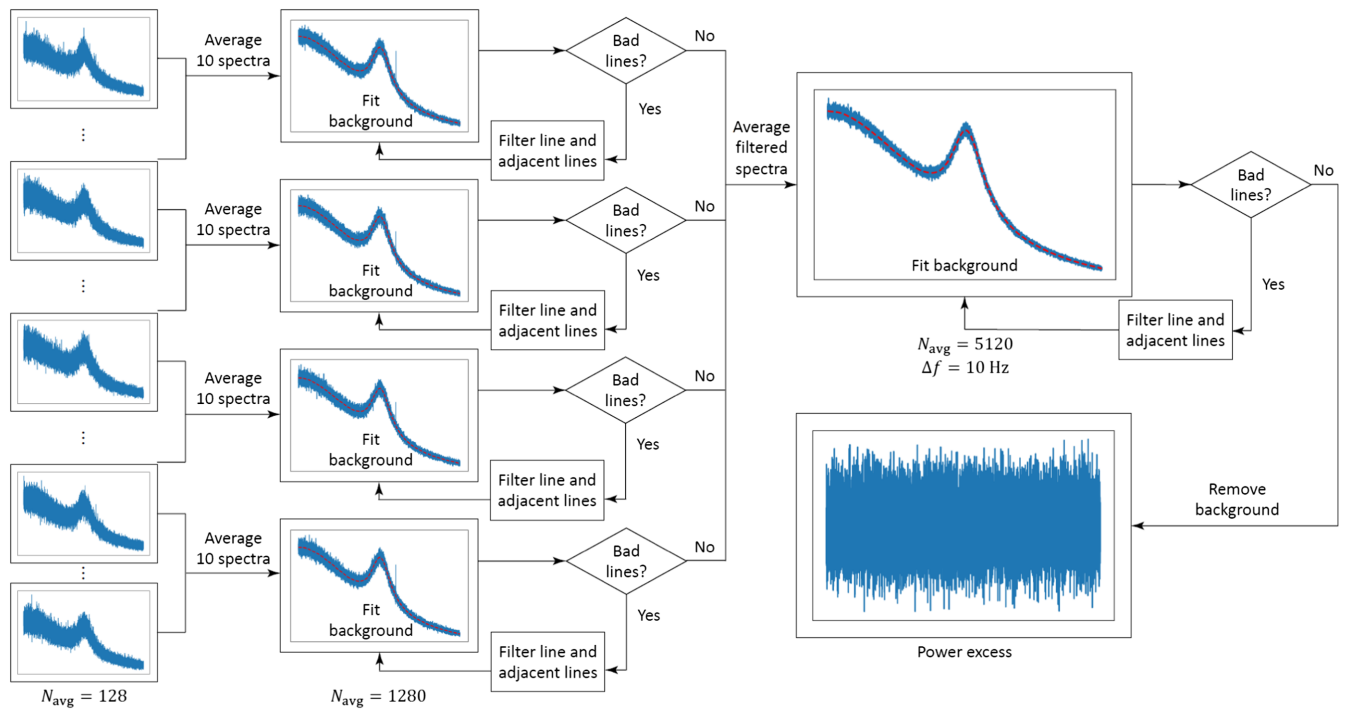 Average
10 spectra
Fit
background
Bad
lines?
No
Yes
Filter line and
adjacent lines
⋮
Average
10 spectra
Fit
background
Bad
lines?
No
Yes
Filter line and
adjacent lines
⋮
Average
10 spectra
Fit
background
Bad
lines?
No
Yes
Filter line and
adjacent lines
⋮
Average
10 spectra
Fit
background
Bad
lines?
No
Yes
Filter line and
adjacent lines
⋮
N_avg = 128
N_avg = 1280
Average
filtered
spectra
Fit background
Bad
lines?
No
Yes
Filter line and
adjacent lines
N_avg = 5120
Δf = 10 Hz
Remove
background
Power excess